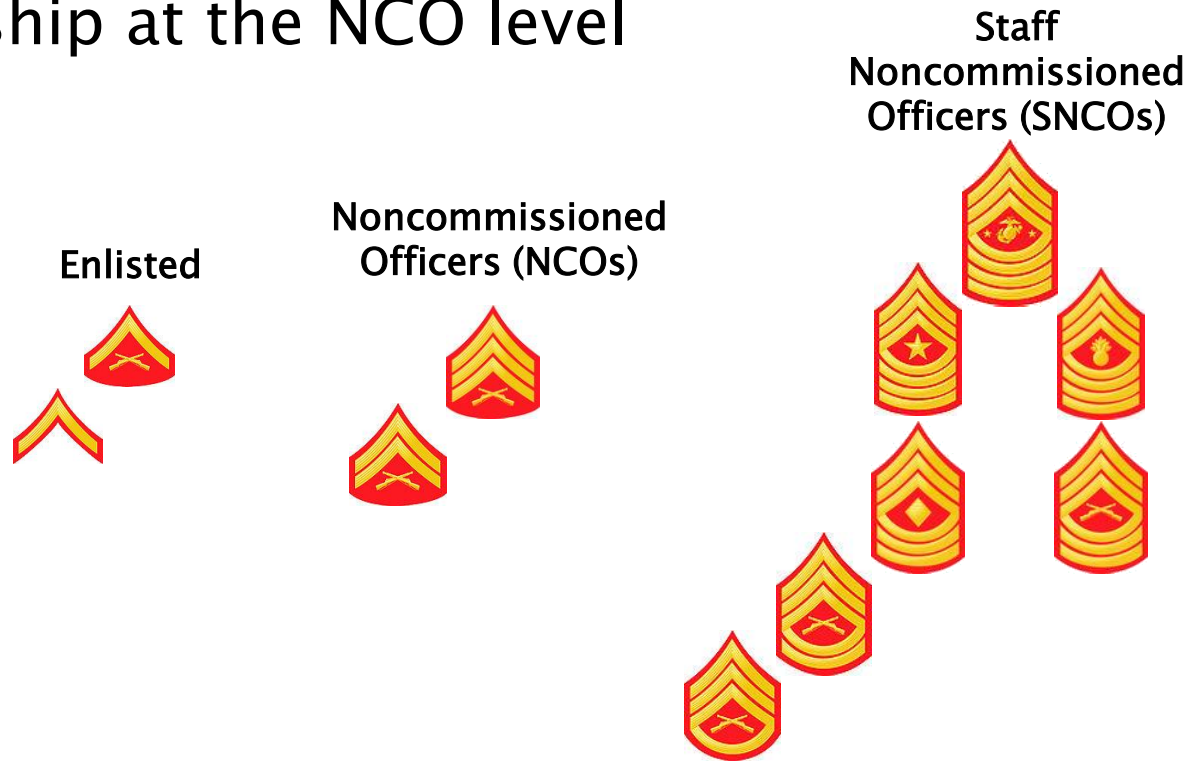 ship at the NCO level
Staff
Noncommissioned
Officers (SNCOs)
Noncommissioned
Officers (NCOs)
Enlisted